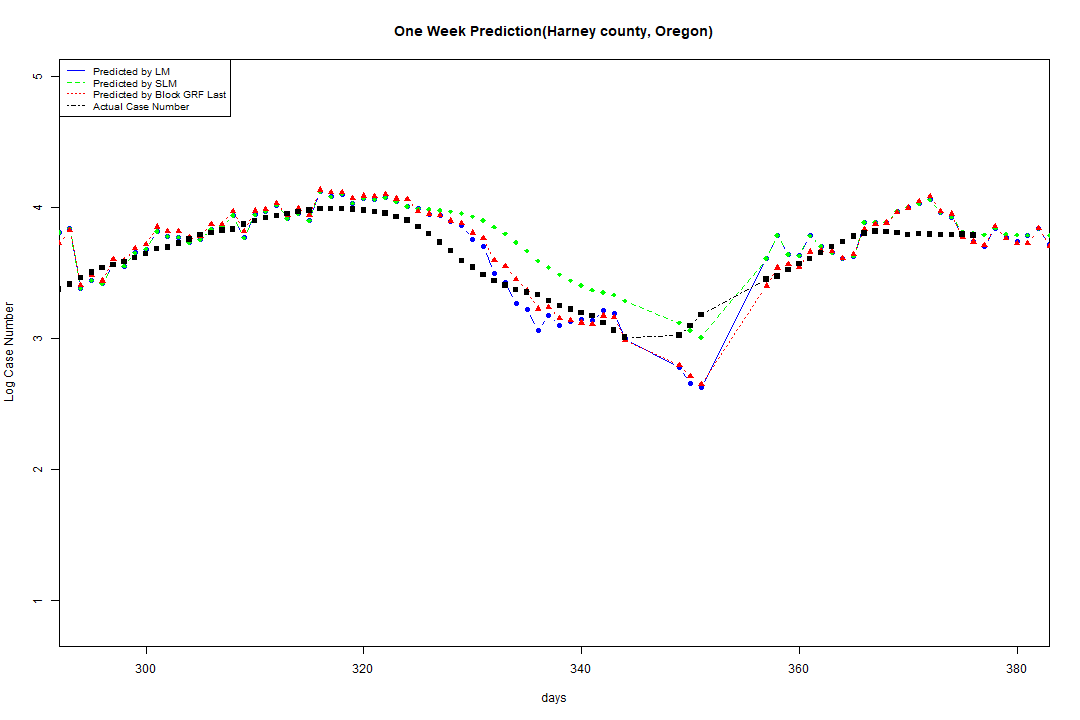 One Week Prediction(Harney county, Oregon)
Predicted by LM
Predicted by SLM
Predicted by Block GRF Last
Actual Case Number
5
4
3
2
1
Log Case Number
300 320 340 360 380
days